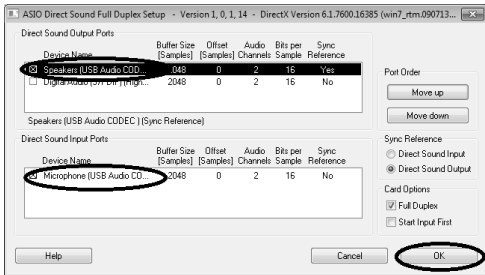 ASIO Direct Sound Full Duplex Setup - Version 1, 0, 1, 14 - DirectX Version 6.1.7600.16385 (win7_rtm.090713...
Direct Sound Output Ports
Device Name Buffer Size [Samples] Offset [Samples] Audio Channels Bits per Sample Sync Reference
Speakers (USB Audio COD... 048 0 2 16 Yes
Digital Audio (S/PDIF) (High... 2048 0 2 16 No
Speakers (USB Audio CODEC ) (Sync Reference)
Direct Sound Input Ports
Device Name Buffer Size [Samples] Offset [Samples] Audio Channels Bits per Sample Sync Reference
Microphone (USB Audio CO... 2048 0 2 16 No
Port Order
Move up
Move down
Sync Reference
Direct Sound Input
Direct Sound Output
Card Options
Full Duplex
Start Input First
Help
Cancel
OK